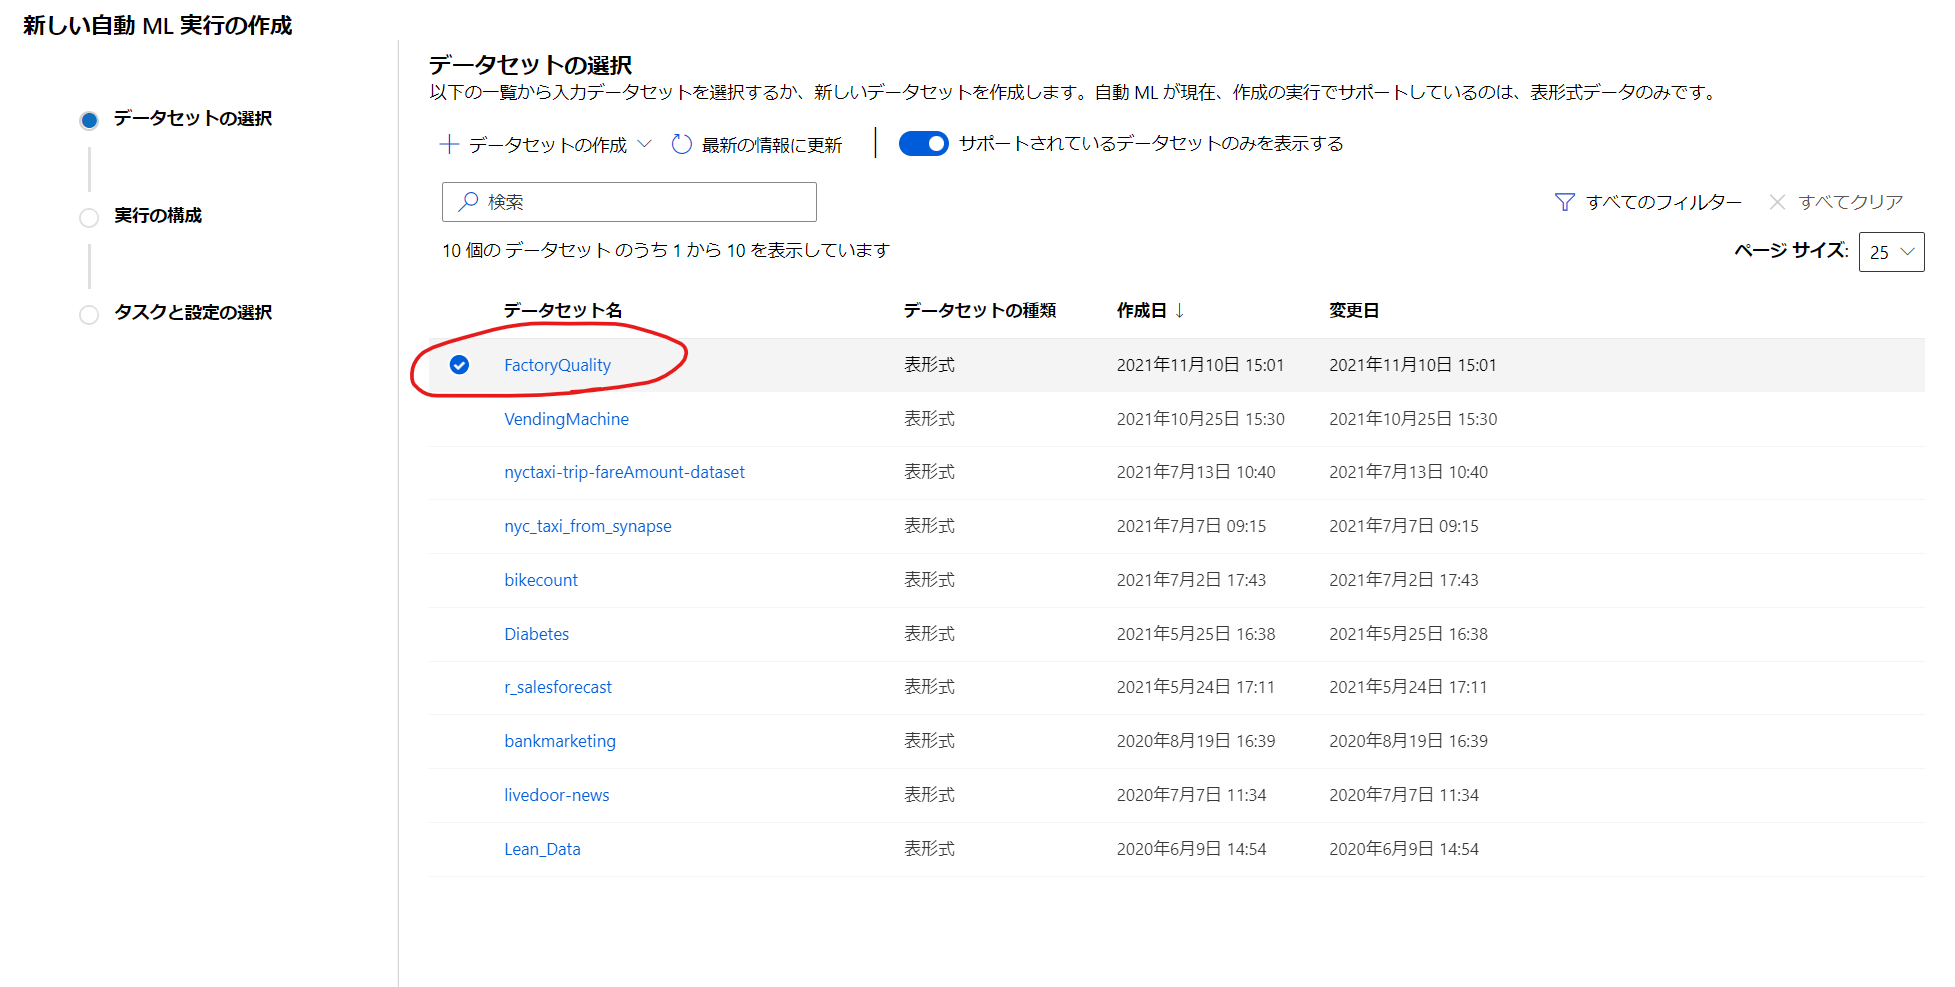 新しい自動 ML 実行の作成
データセットの選択
実行の構成
タスクと設定の選択
データセットの選択
以下の一覧から入力データセットを選択するか、新しいデータセットを作成します。自動 ML が現在、作成の実行でサポートしているのは、表形式データのみです。
データセットの作成 最新の情報に更新 サポートされているデータセットのみを表示する
検索 すべてのフィルター すべてクリア
10 個の データセット のうち 1 から 10 を表示しています ページ サイズ: 25
データセット名 データセットの種類 作成日 ↓ 変更日
FactoryQuality 表形式 2021年11月10日 15:01 2021年11月10日 15:01
VendingMachine 表形式 2021年10月25日 15:30 2021年10月25日 15:30
nyctaxi-trip-fareAmount-dataset 表形式 2021年7月13日 10:40 2021年7月13日 10:40
nyc_taxi_from_synapse 表形式 2021年7月7日 09:15 2021年7月7日 09:15
bikecount 表形式 2021年7月2日 17:43 2021年7月2日 17:43
Diabetes 表形式 2021年5月25日 16:38 2021年5月25日 16:38
r_salesforecast 表形式 2021年5月24日 17:11 2021年5月24日 17:11
bankmarketing 表形式 2020年8月19日 16:39 2020年8月19日 16:39
livedoor-news 表形式 2020年7月7日 11:34 2020年7月7日 11:34
Lean_Data 表形式 2020年6月9日 14:54 2020年6月9日 14:54